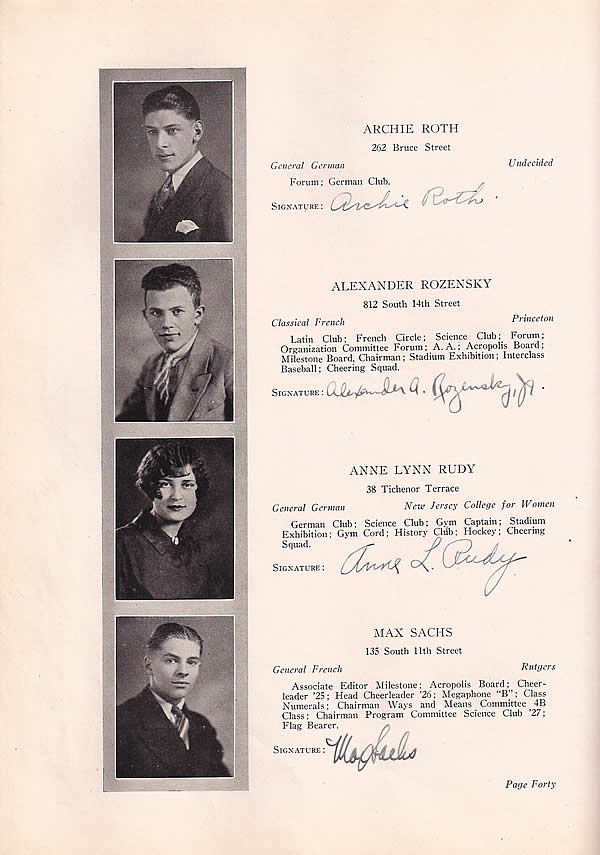 ARCHIE ROTH
262 Bruce Street
General German Undecided
Forum; German Club.
SIGNATURE: Archie Roth.
ALEXANDER ROZENSKY
812 South 14th Street
Classical French Princeton
Latin Club; French Circle; Science Club; Forum;
Organization Committee Forum; A. A.; Acropolis Board;
Milestone Board, Chairman; Stadium Exhibition; Interclass
Baseball; Cheering Squad.
SIGNATURE: Alexander A. Rozensky, Jr.
ANNE LYNN RUDY
38 Tichenor Terrace
General German New Jersey College for Women
German Club; Science Club; Gym Captain; Stadium
Exhibition; Gym Cord; History Club; Hockey; Cheering
Squad.
SIGNATURE: Anne L. Rudy
MAX SACHS
135 South 11th Street
General French Rutgers
Associate Editor Milestone; Acropolis Board; Cheer-
leader '25; Head Cheerleader '26; Megaphone "B"; Class
Numerals; Chairman Ways and Means Committee 4B
Class; Chairman Program Committee Science Club '27;
Flag Bearer.
SIGNATURE: Max Sachs
Page Forty